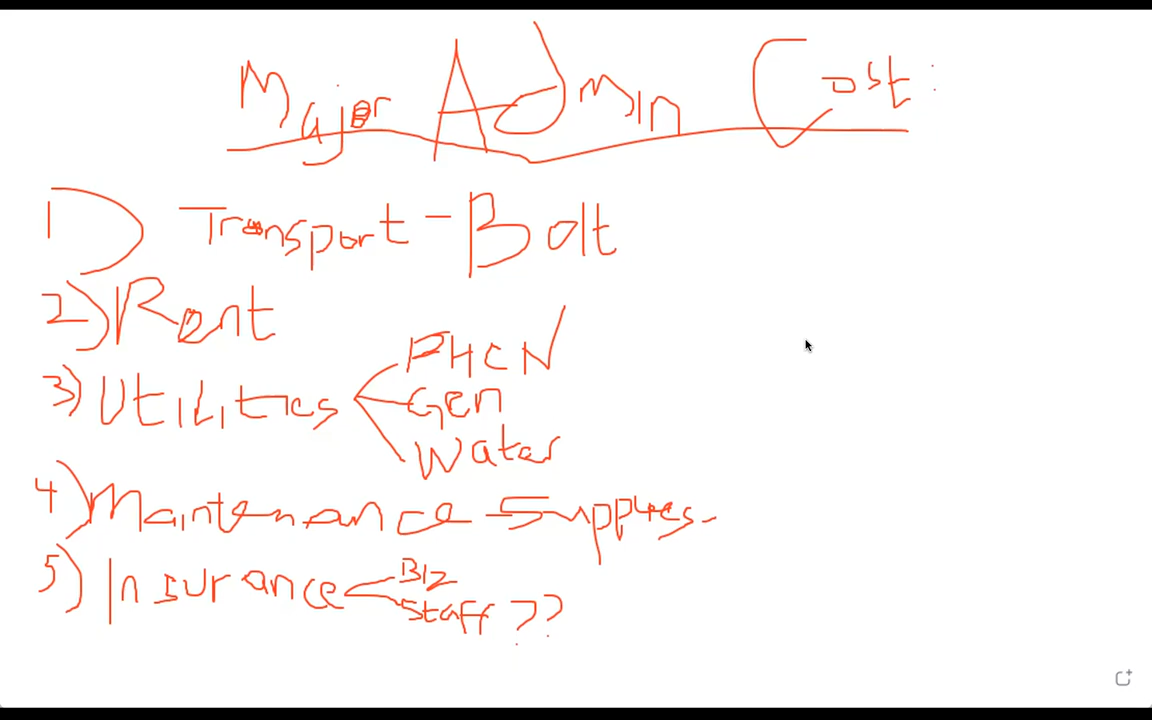 Major Admin Cost:
1) Transport - Bolt
2) Rent
3) Utilities
PHCN
Gen
Water
4) Maintenance Supplies.
5) Insurance
Biz
Staff ??